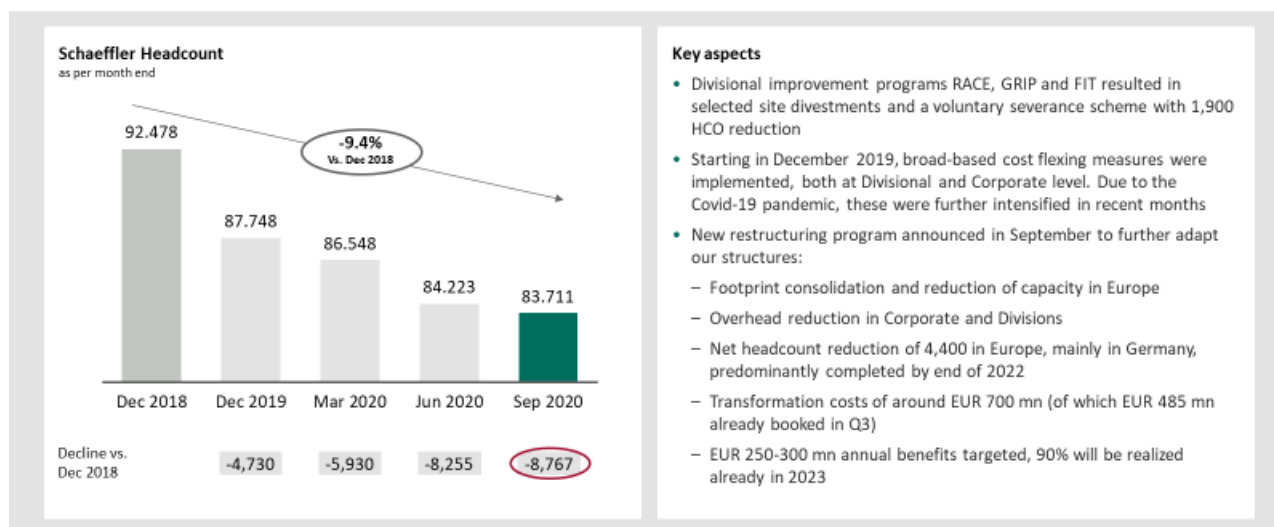 Schaeffler Headcount
as per month end
92.478
-9.4%
Vs. Dec 2018
87.748
86.548
84.223
83.711
Dec 2018 Dec 2019 Mar 2020 Jun 2020 Sep 2020
Decline vs.
Dec 2018
-4,730 -5,930 -8,255 -8,767
Key aspects
• Divisional improvement programs RACE, GRIP and FIT resulted in
selected site divestments and a voluntary severance scheme with 1,900
HCO reduction
• Starting in December 2019, broad-based cost flexing measures were
implemented, both at Divisional and Corporate level. Due to the
Covid-19 pandemic, these were further intensified in recent months
• New restructuring program announced in September to further adapt
our structures:
– Footprint consolidation and reduction of capacity in Europe
– Overhead reduction in Corporate and Divisions
– Net headcount reduction of 4,400 in Europe, mainly in Germany,
predominantly completed by end of 2022
– Transformation costs of around EUR 700 mn (of which EUR 485 mn
already booked in Q3)
– EUR 250-300 mn annual benefits targeted, 90% will be realized
already in 2023